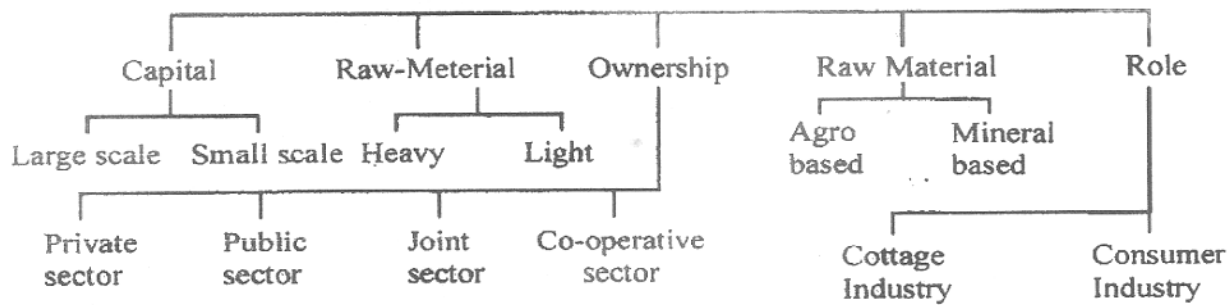 Capital Raw-Meterial Ownership Raw Material Role
Large scale Small scale Heavy Light Agro based Mineral based
Private sector Public sector Joint sector Co-operative sector
Cottage Industry Consumer Industry